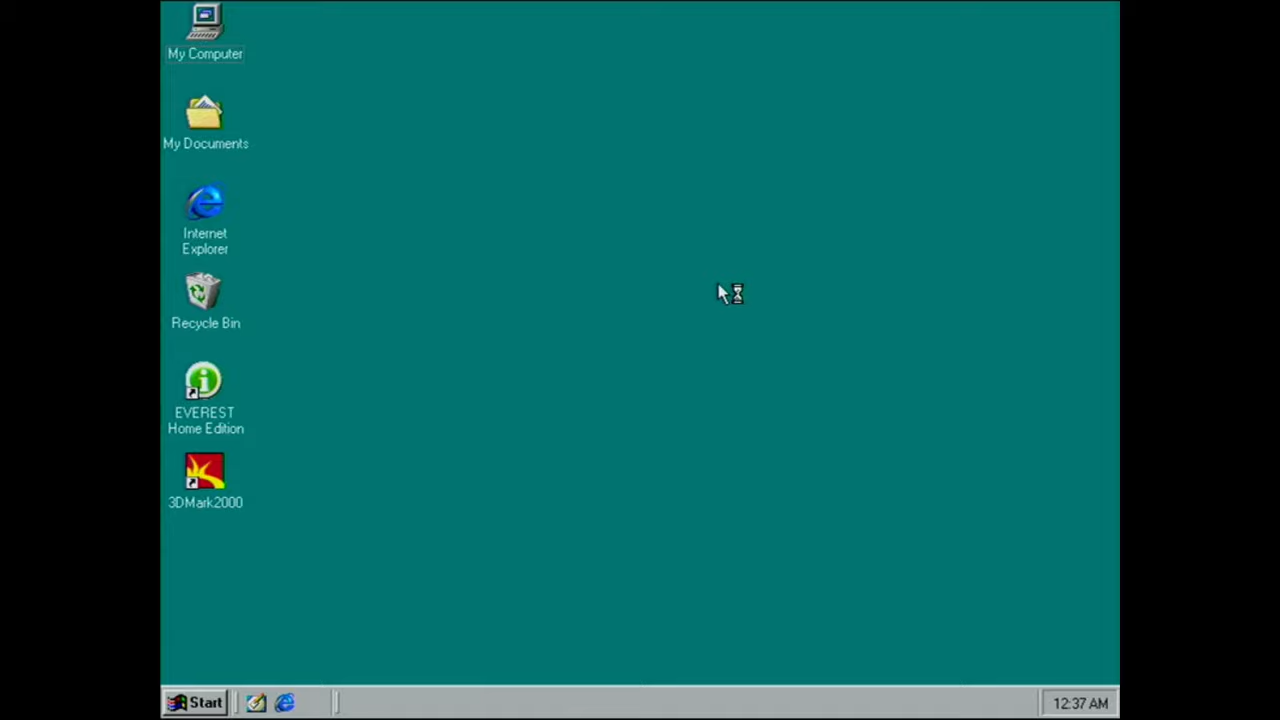 My Computer
My Documents
Internet
Explorer
Recycle Bin
EVEREST
Home Edition
3DMark2000
Start
12:37 AM